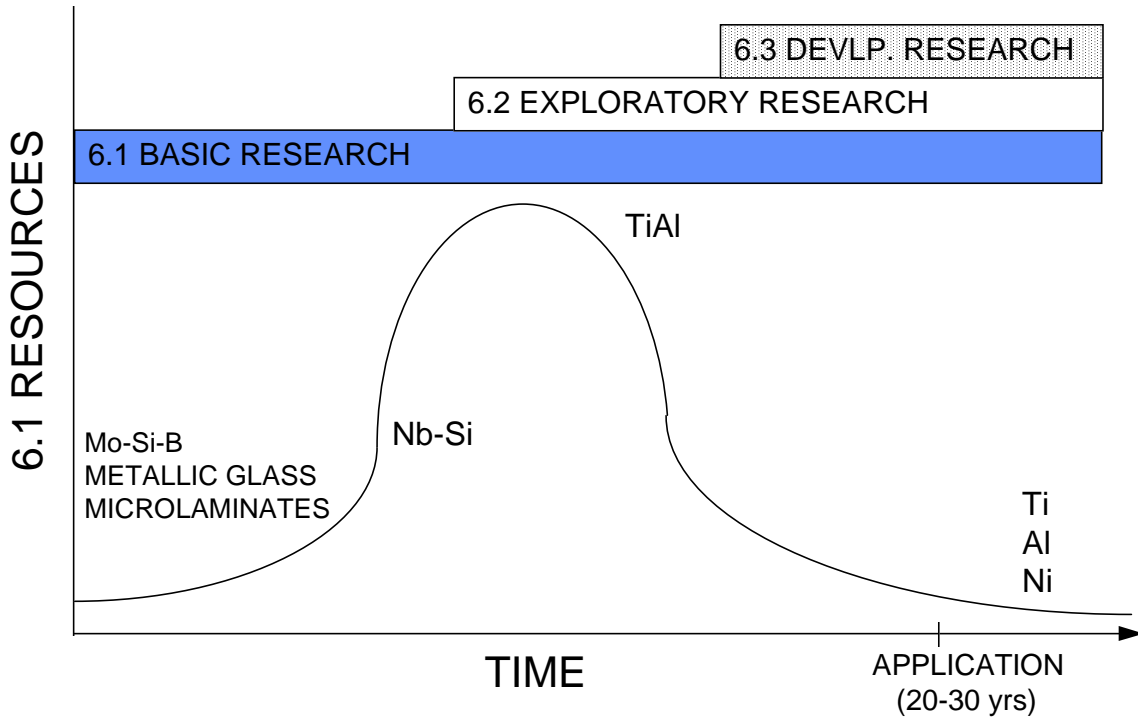 6.3 DEVLP. RESEARCH
6.2 EXPLORATORY RESEARCH
6.1 BASIC RESEARCH
6.1 RESOURCES
TiAl
Nb-Si
Mo-Si-B
METALLIC GLASS
MICROLAMINATES
Ti
Al
Ni
TIME
APPLICATION
(20-30 yrs)